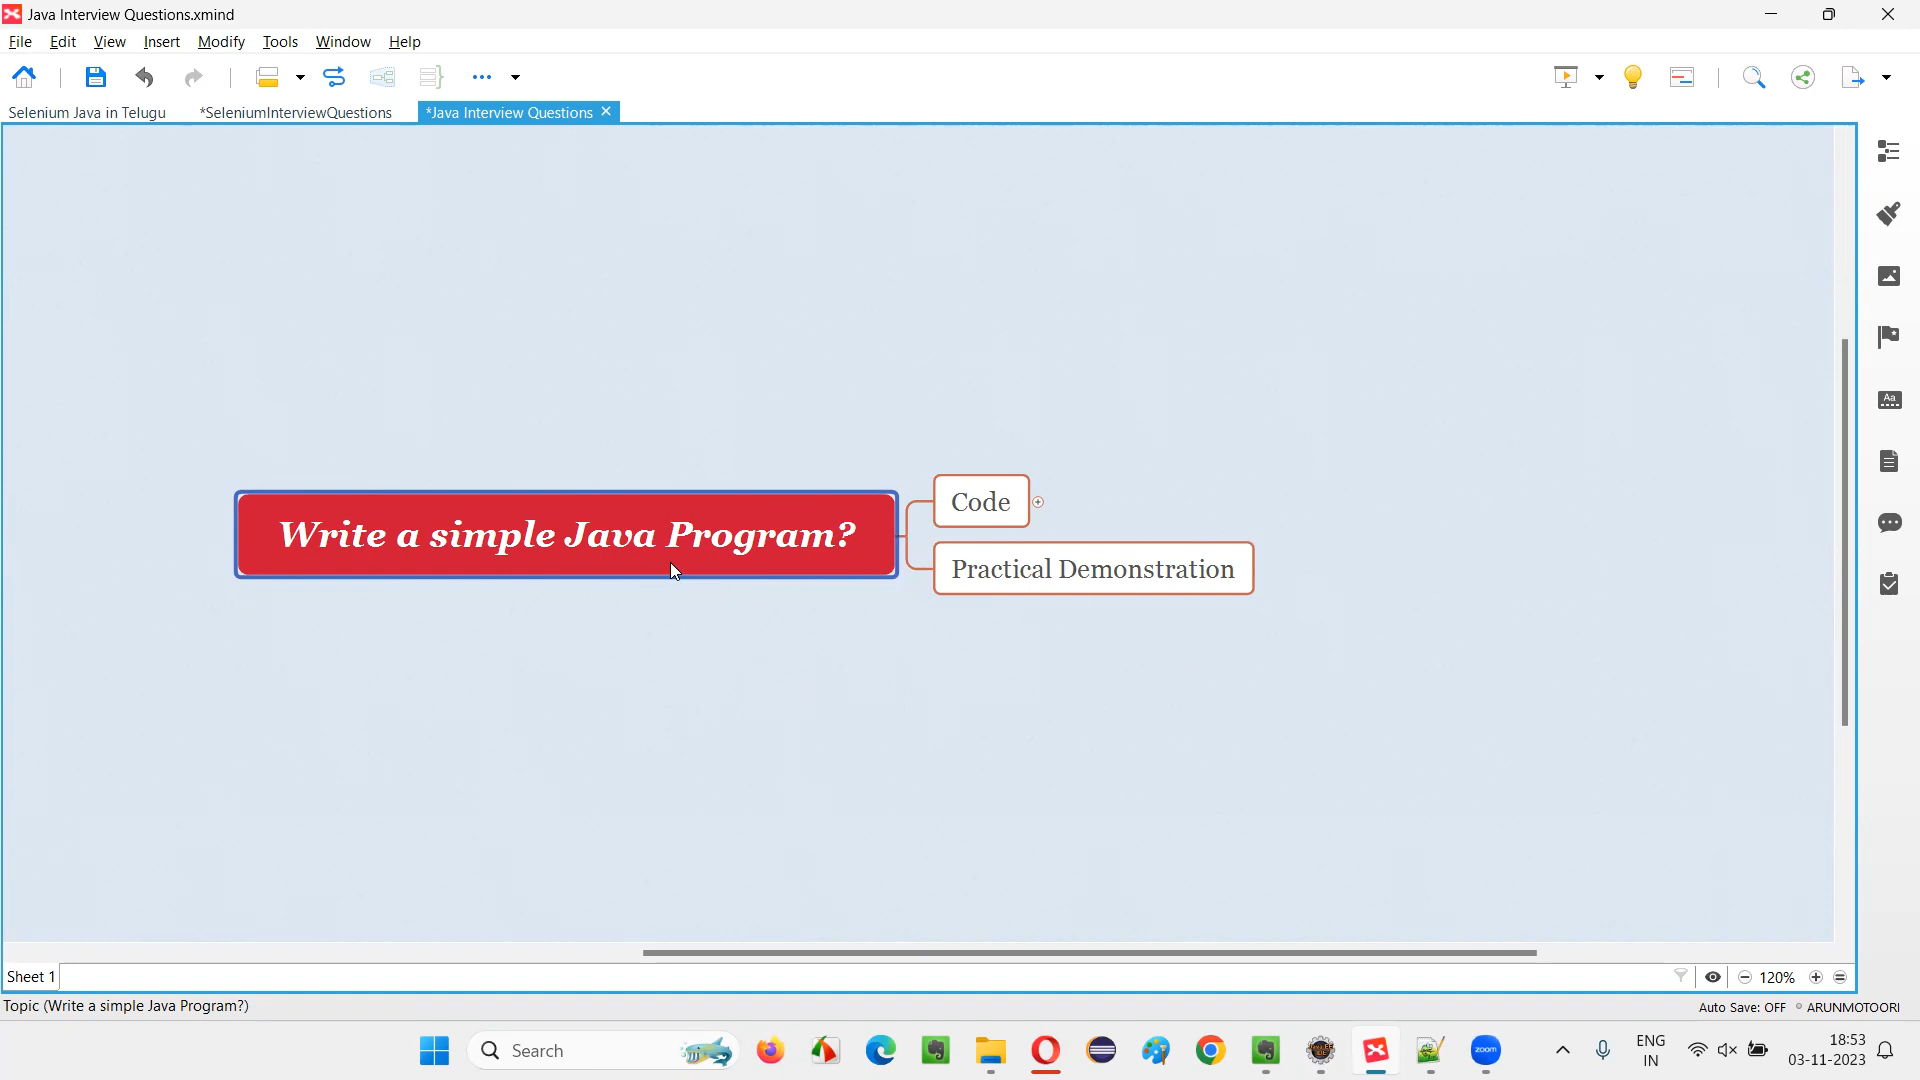 Java Interview Questions.xmind
File Edit View Insert Modify Tools Window Help
Selenium Java in Telugu *SeleniumInterviewQuestions *Java Interview Questions
Aa
Code
Write a simple Java Program?
Practical Demonstration
Sheet 1 120%
Topic (Write a simple Java Program?) Auto Save: OFF ARUNMOTOORI
Search zoom ENG 18:53
IN 03-11-2023